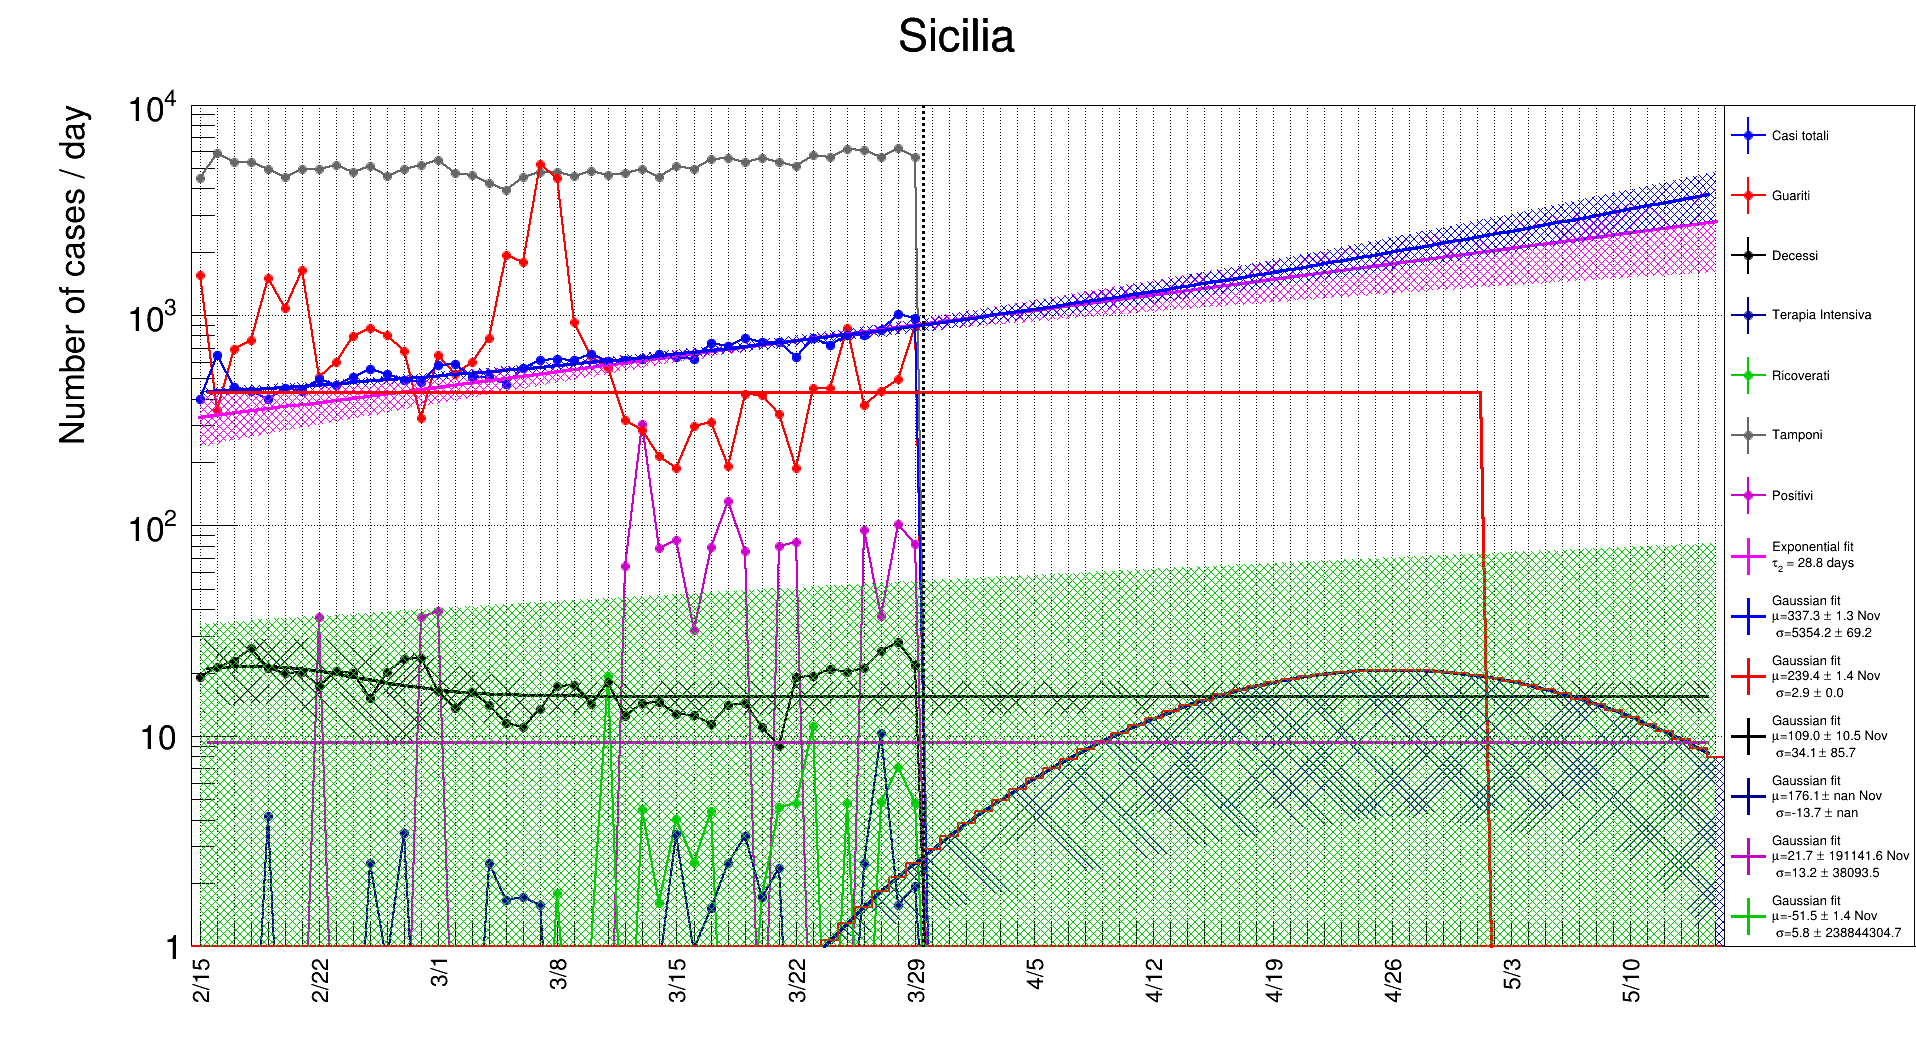 Sicilia
Number of cases / day
10^4
10^3
10^2
10
1
2/15
2/22
3/1
3/8
3/15
3/22
3/29
4/5
4/12
4/19
4/26
5/3
5/10
Casi totali
Guariti
Decessi
Terapia Intensiva
Ricoverati
Tamponi
Positivi
Exponential fit
τ₂ = 28.8 days
Gaussian fit
μ=337.3 ± 1.3 Nov
σ=5354.2 ± 69.2
Gaussian fit
μ=239.4 ± 1.4 Nov
σ=2.9 ± 0.0
Gaussian fit
μ=109.0 ± 10.5 Nov
σ=34.1 ± 85.7
Gaussian fit
μ=176.1 ± nan Nov
σ=-13.7 ± nan
Gaussian fit
μ=21.7 ± 191141.6 Nov
σ=13.2 ± 38093.5
Gaussian fit
μ=-51.5 ± 1.4 Nov
σ=5.8 ± 238844304.7